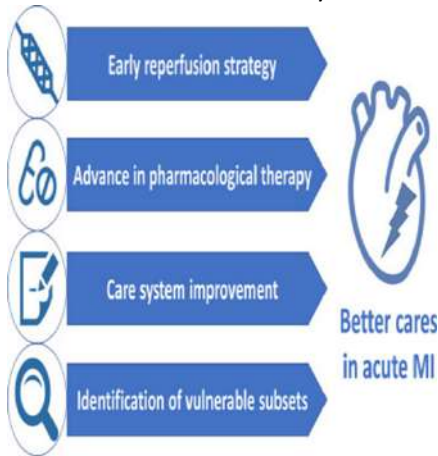 Early reperfusion strategy
Advance in pharmacological therapy
Care system improvement
Identification of vulnerable subsets
Better cares
in acute MI